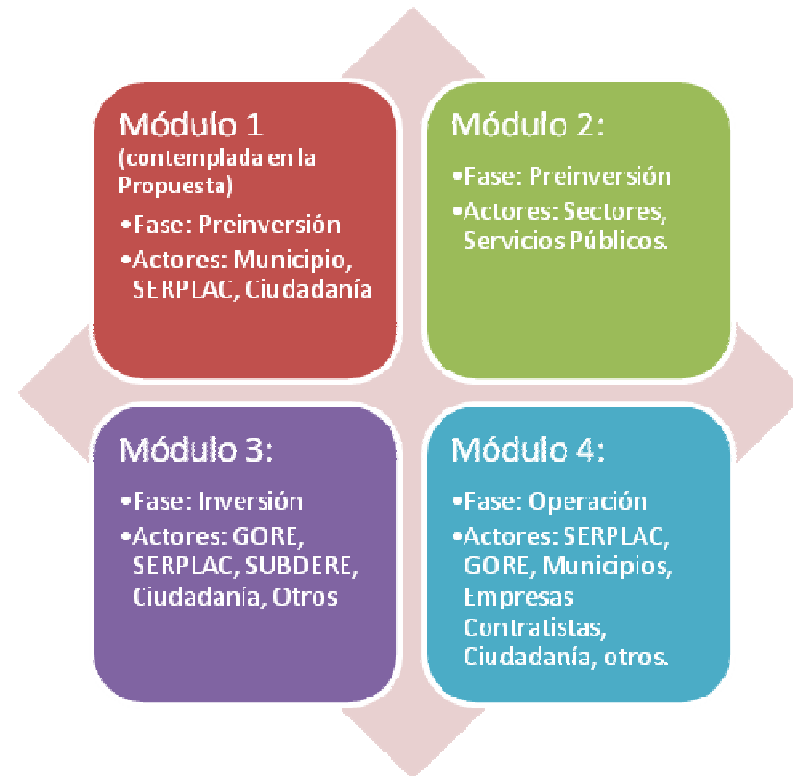 Módulo 1
(contemplada en la
Propuesta)
•Fase: Preinversión
•Actores: Municipio,
SERPLAC, Ciudadanía
Módulo 2:
•Fase: Preinversión
•Actores: Sectores,
Servicios Públicos.
Módulo 3:
•Fase: Inversión
•Actores: GORE,
SERPLAC, SUBDERE,
Ciudadanía, Otros
Módulo 4:
•Fase: Operación
•Actores: SERPLAC,
GORE, Municipios,
Empresas
Contratistas,
Ciudadanía, otros.